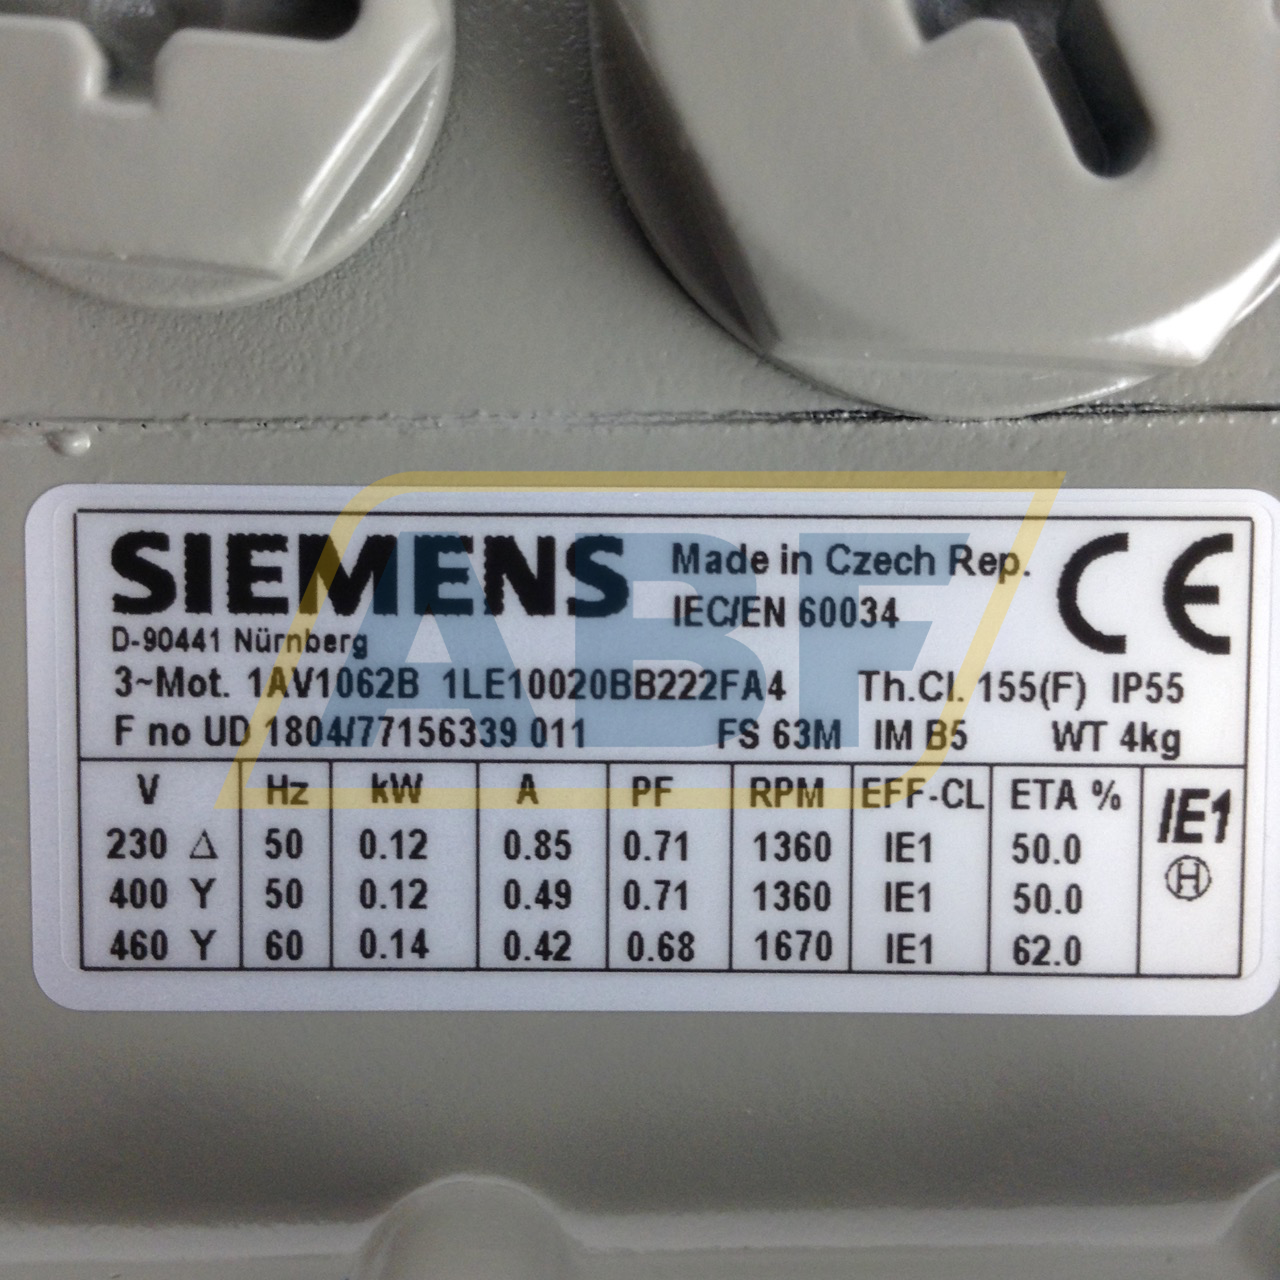 SIEMENS Made in Czech Rep. CE
IEC/EN 60034
D-90441 Nürnberg
3~Mot. 1AV1062B 1LE10020BB222FA4 Th.Cl. 155(F) IP55
F no UD 1804/77156339 011 FS 63M IM B5 WT 4kg
V Hz kW A PF RPM EFF-CL ETA % IE1
230 Δ 50 0.12 0.85 0.71 1360 IE1 50.0
H
400 Y 50 0.12 0.49 0.71 1360 IE1 50.0
460 Y 60 0.14 0.42 0.68 1670 IE1 62.0
ABF